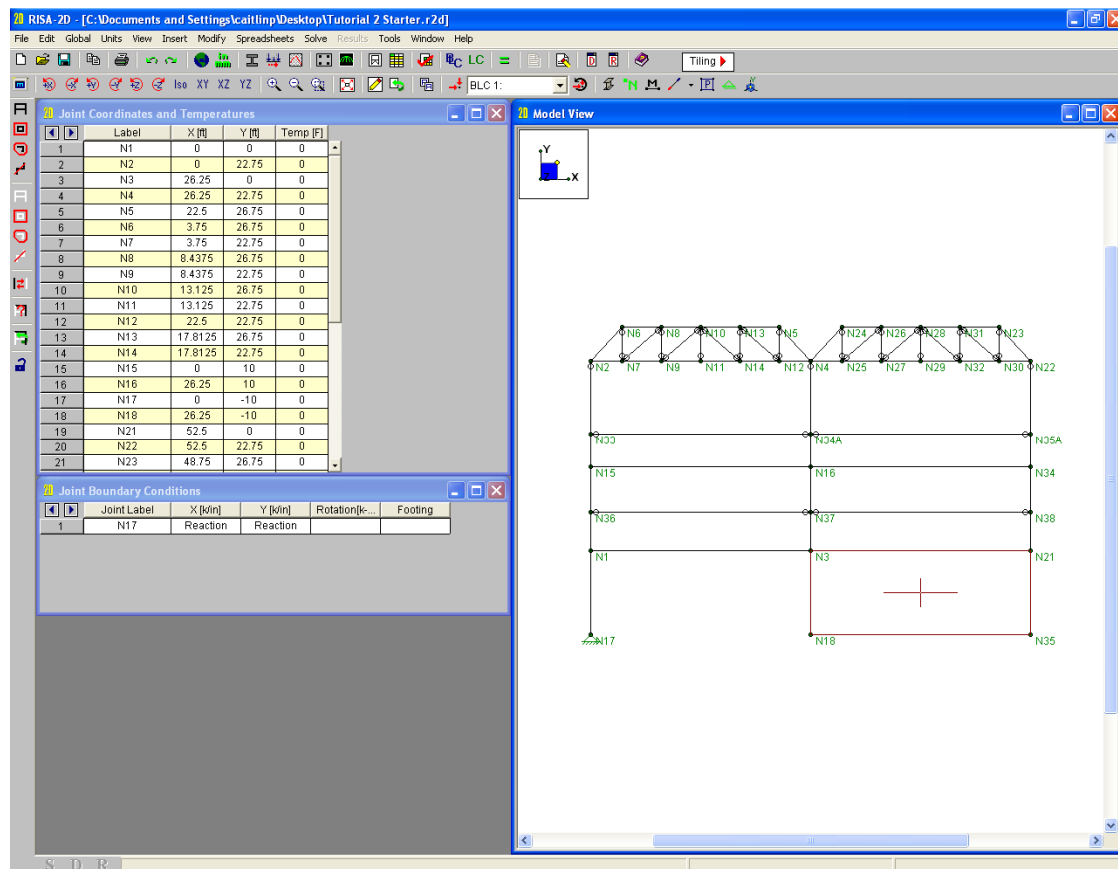 2D RISA-2D - [C:\Documents and Settings\caitlinp\Desktop\Tutorial 2 Starter.r2d]
File Edit Global Units View Insert Modify Spreadsheets Solve Results Tools Window Help
in BC LC = D R Tiling
+X -X +Y -Y +Z -Z Iso XY XZ YZ BLC 1: N M P
2D Joint Coordinates and Temperatures
Label X [ft] Y [ft] Temp [F]
1 N1 0 0 0
2 N2 0 22.75 0
3 N3 26.25 0 0
4 N4 26.25 22.75 0
5 N5 22.5 26.75 0
6 N6 3.75 26.75 0
7 N7 3.75 22.75 0
8 N8 8.4375 26.75 0
9 N9 8.4375 22.75 0
10 N10 13.125 26.75 0
11 N11 13.125 22.75 0
12 N12 22.5 22.75 0
13 N13 17.8125 26.75 0
14 N14 17.8125 22.75 0
15 N15 0 10 0
16 N16 26.25 10 0
17 N17 0 -10 0
18 N18 26.25 -10 0
19 N21 52.5 0 0
20 N22 52.5 22.75 0
21 N23 48.75 26.75 0
2D Joint Boundary Conditions
Joint Label X [k/in] Y [k/in] Rotation[k-... Footing
1 N17 Reaction Reaction
2D Model View
Y
Z X
N6 N8 N10 N13 N5 N24 N26 N28 N31 N23
N2 N7 N9 N11 N14 N12 N4 N25 N27 N29 N32 N30 N22
N33 N34A N35A
N15 N16 N34
N36 N37 N38
N1 N3 N21
N17 N18 N35
S D R